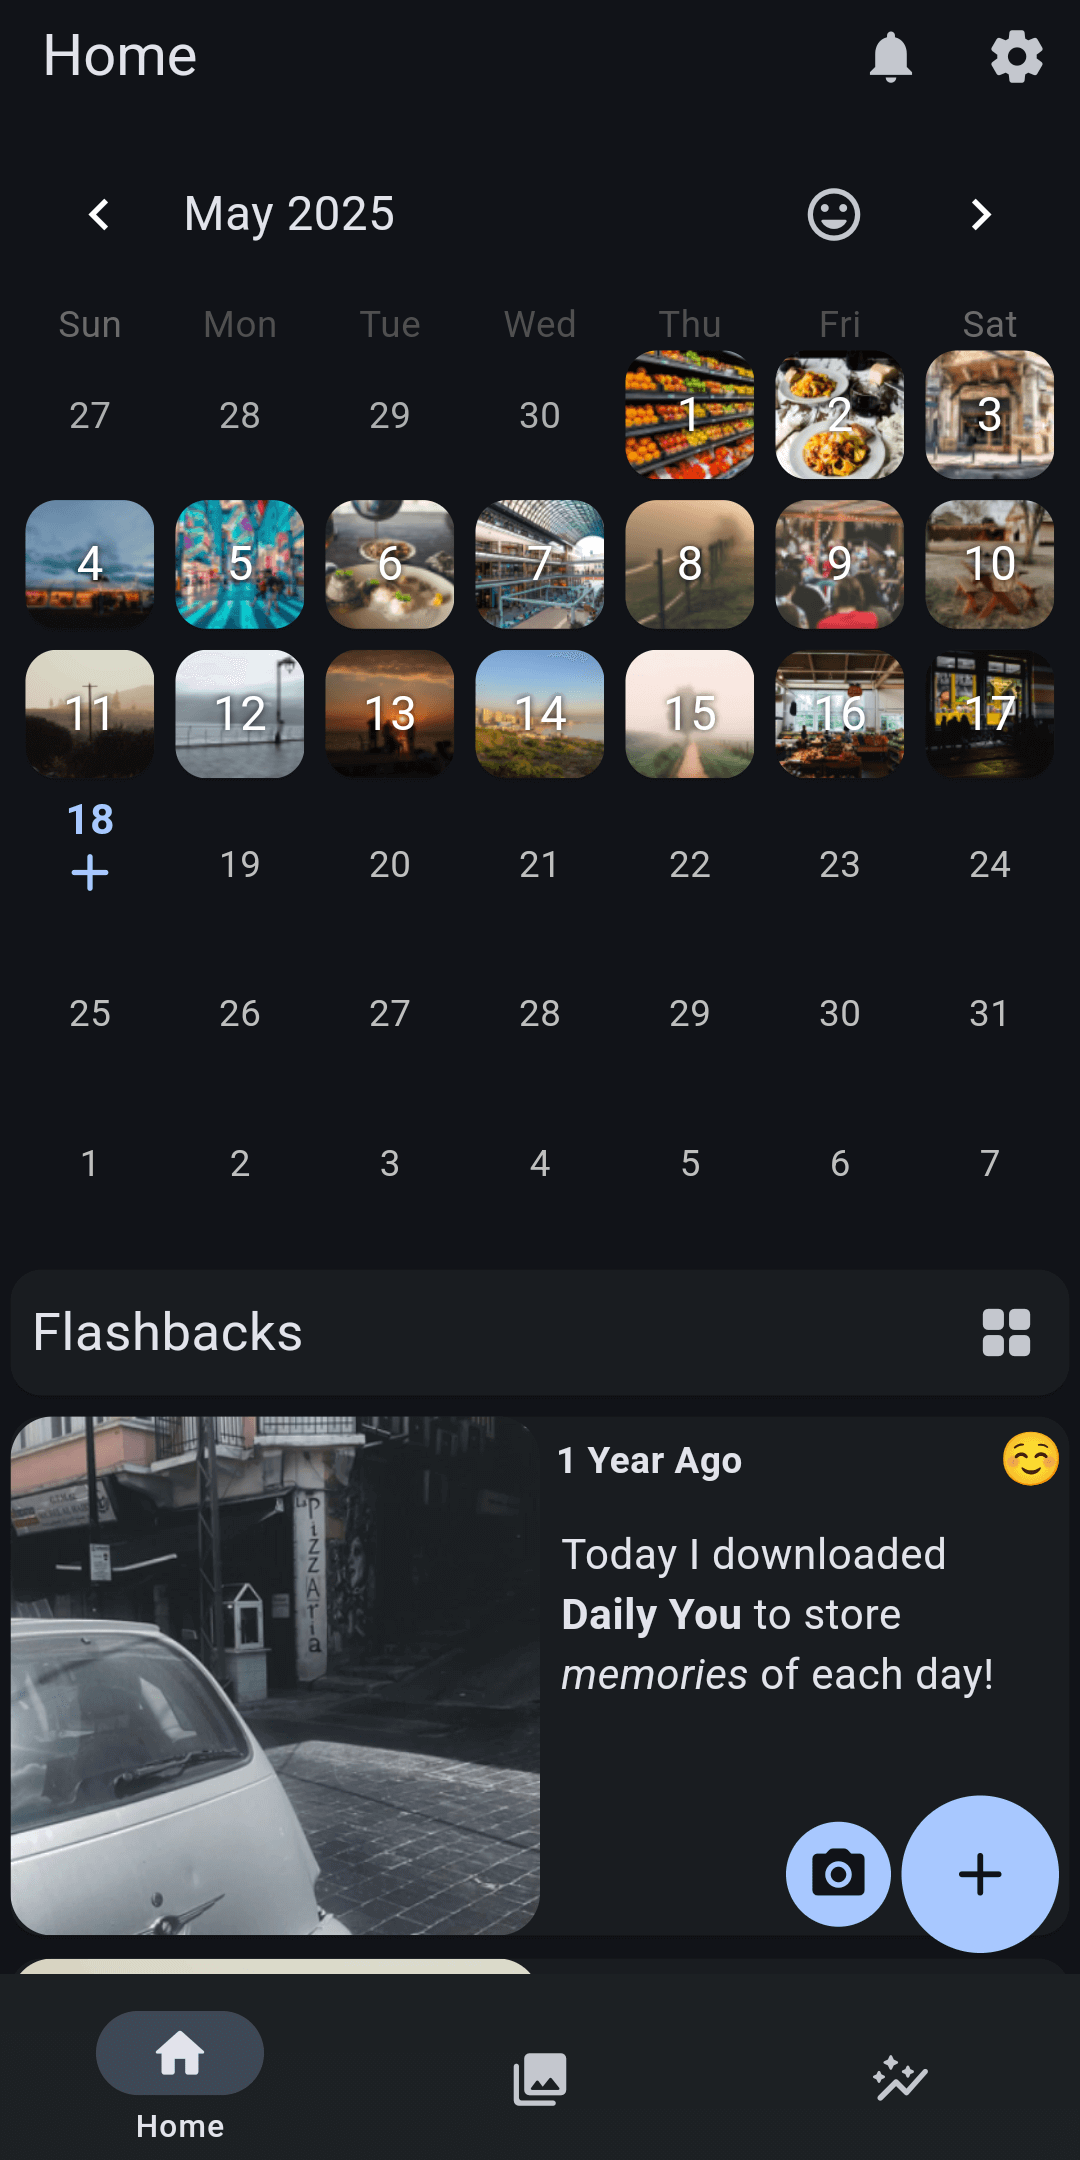 Home
May 2025
Sun Mon Tue Wed Thu Fri Sat
27 28 29 30 1 2 3
4 5 6 7 8 9 10
11 12 13 14 15 16 17
18 19 20 21 22 23 24
25 26 27 28 29 30 31
1 2 3 4 5 6 7
Flashbacks
1 Year Ago
Today I downloaded
Daily You to store
memories of each day!
La Pizzaria
Home